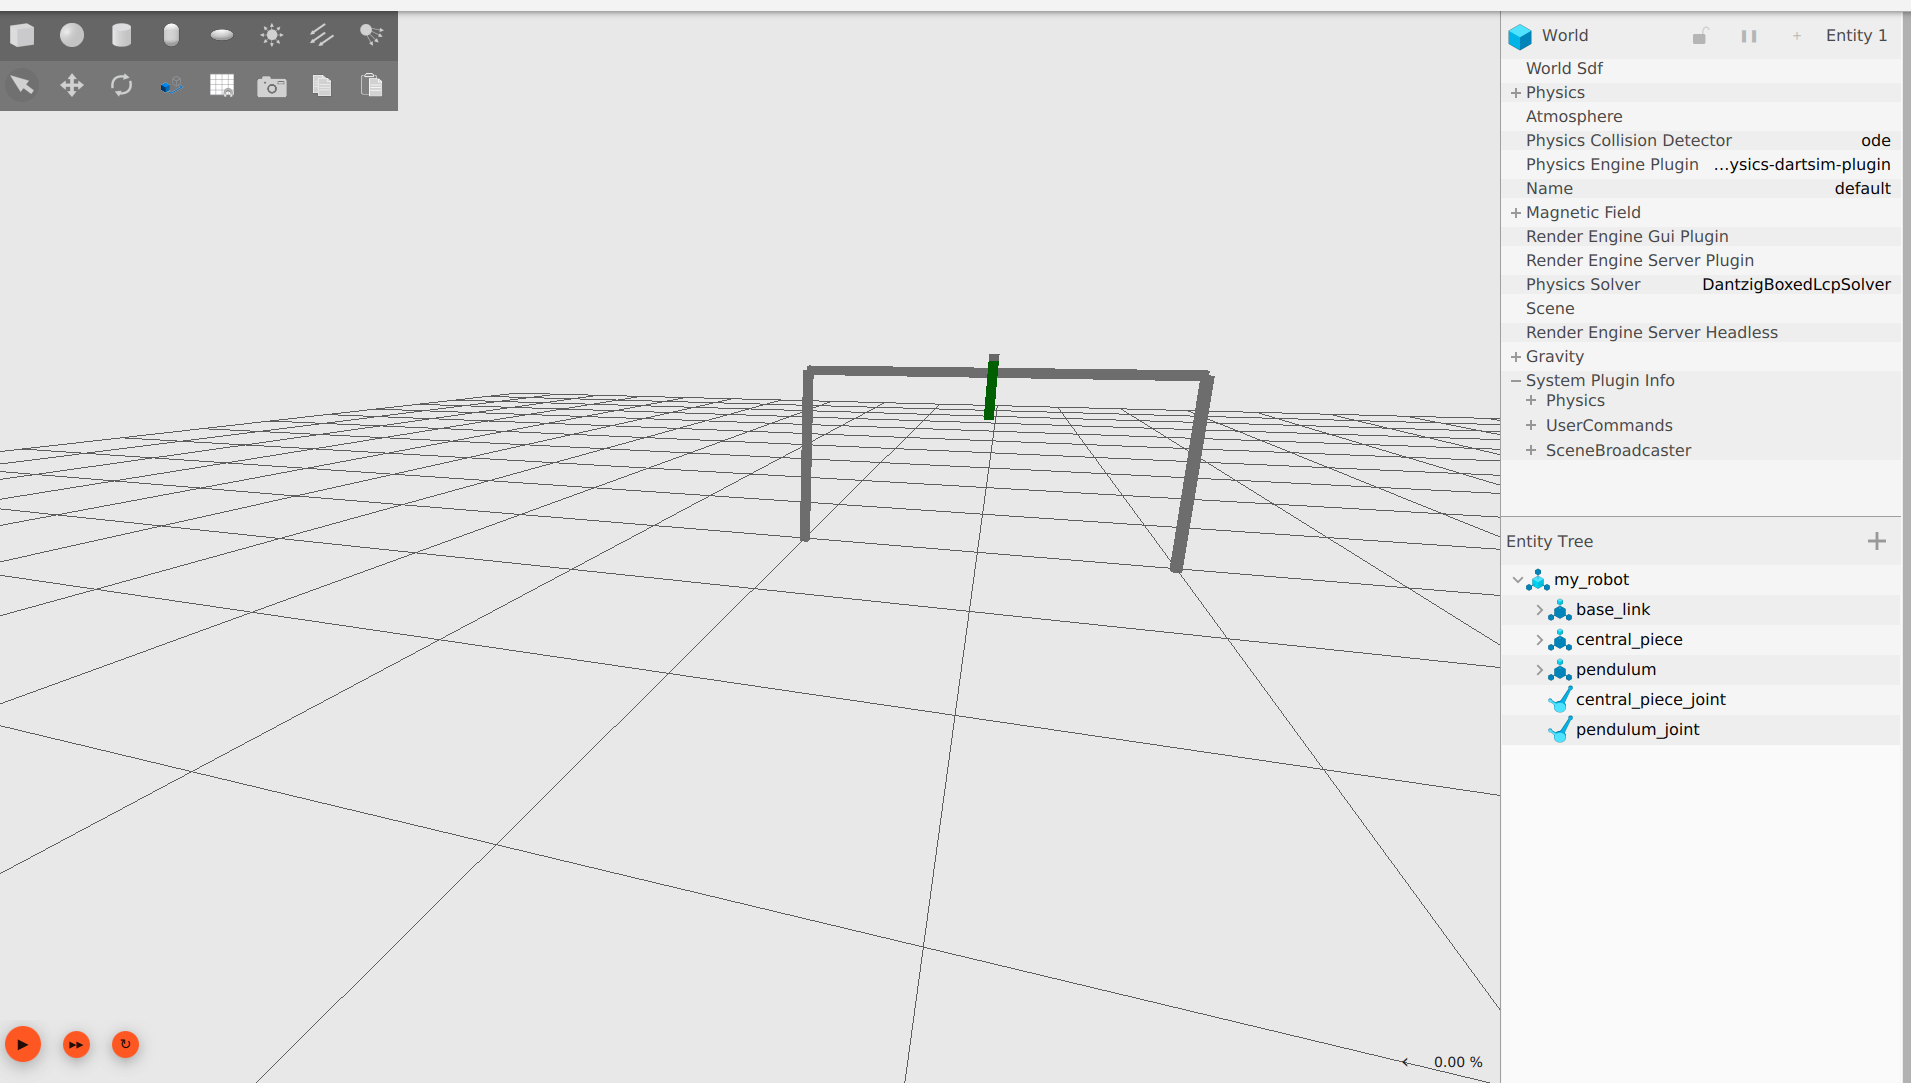 World
+
Entity 1
World Sdf
+ Physics
Atmosphere
Physics Collision Detector ode
Physics Engine Plugin ...ysics-dartsim-plugin
Name default
+ Magnetic Field
Render Engine Gui Plugin
Render Engine Server Plugin
Physics Solver DantzigBoxedLcpSolver
Scene
Render Engine Server Headless
+ Gravity
− System Plugin Info
+ Physics
+ UserCommands
+ SceneBroadcaster
Entity Tree +
my_robot
base_link
central_piece
pendulum
central_piece_joint
pendulum_joint
0.00 %